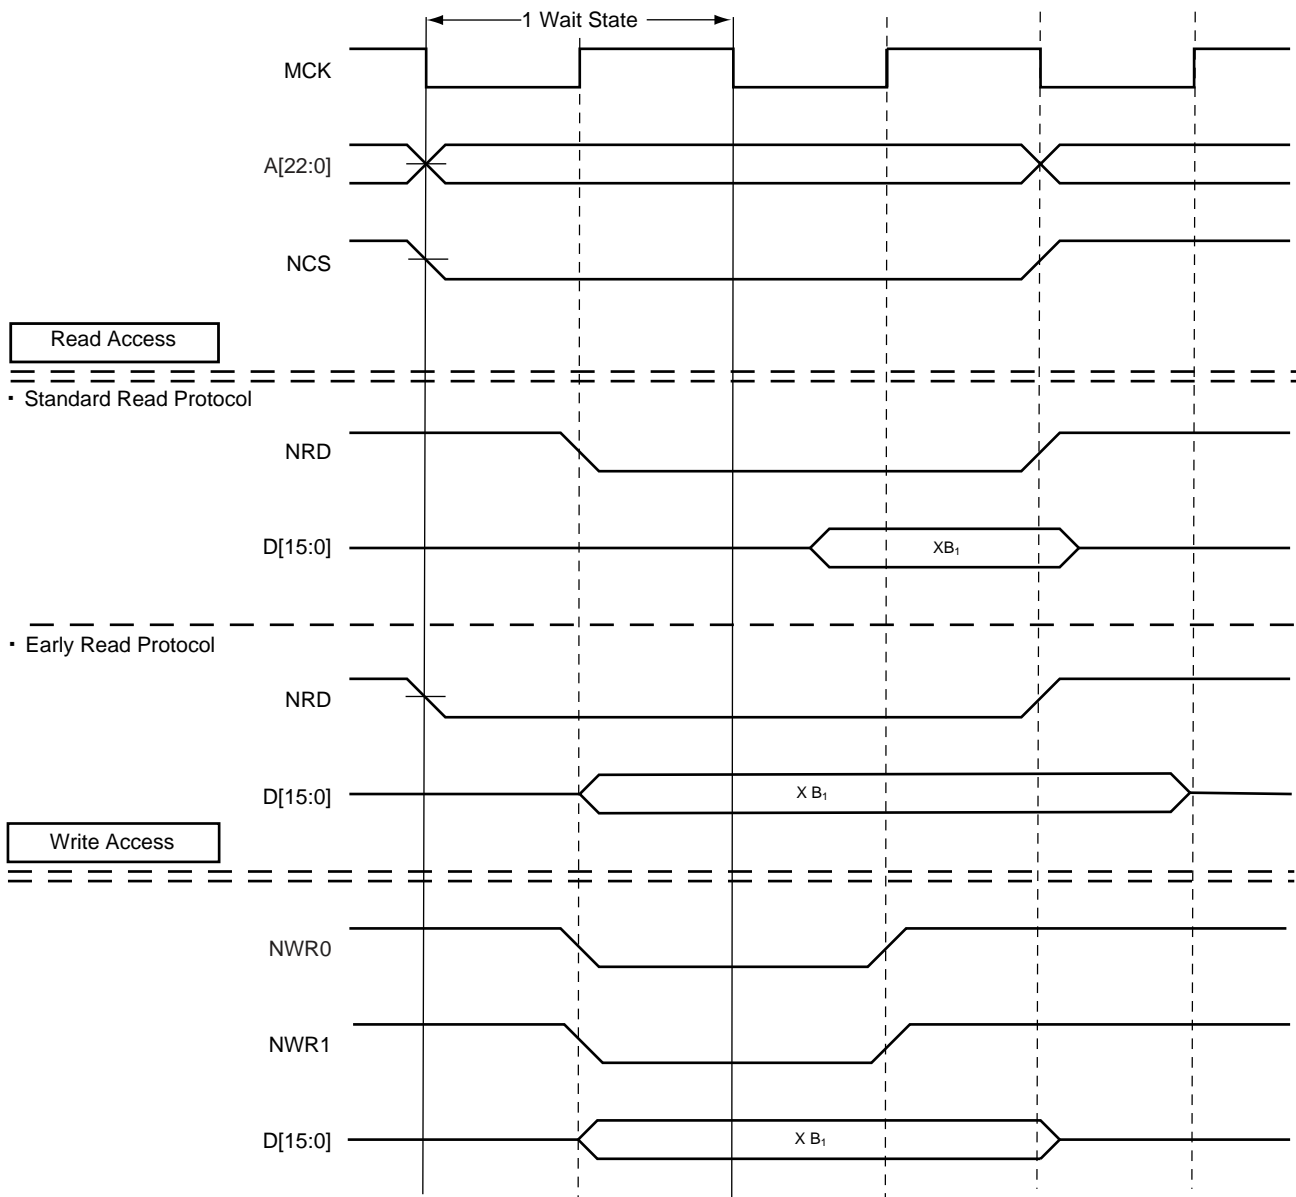 1 Wait State
MCK
A[22:0]
NCS
Read Access
· Standard Read Protocol
NRD
D[15:0]
XB₁
· Early Read Protocol
NRD
D[15:0]
X B₁
Write Access
NWR0
NWR1
D[15:0]
X B₁